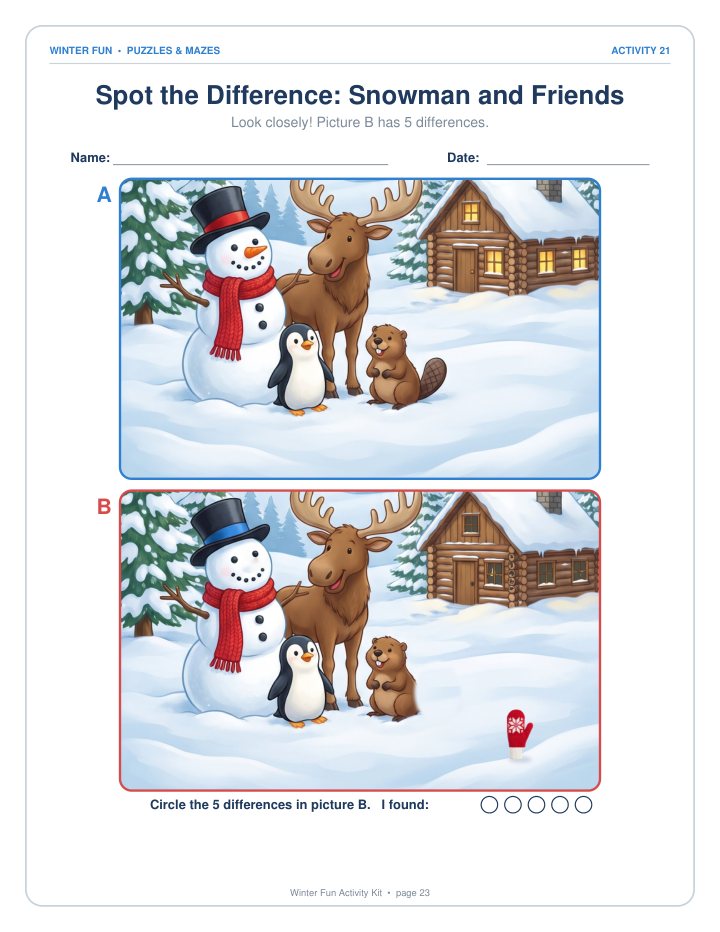 WINTER FUN • PUZZLES & MAZES ACTIVITY 21
Spot the Difference: Snowman and Friends
Look closely! Picture B has 5 differences.
Name: Date:
A
B
Circle the 5 differences in picture B. I found:
Winter Fun Activity Kit • page 23